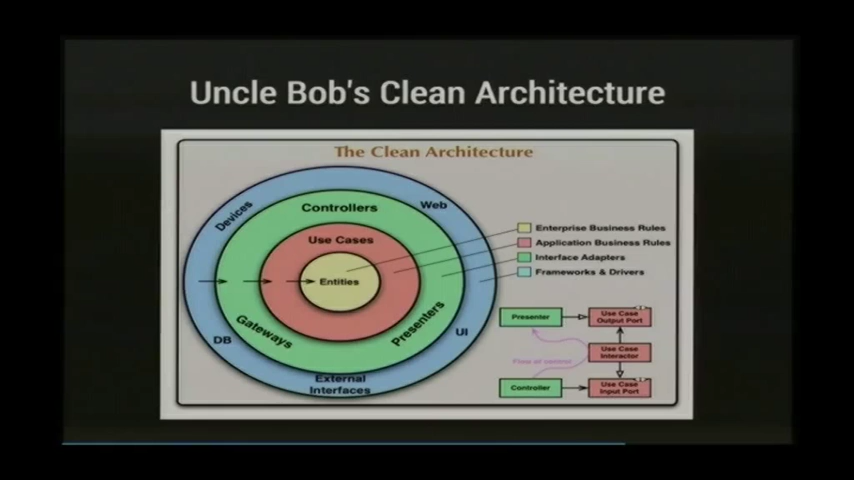 Uncle Bob's Clean Architecture
The Clean Architecture
Devices
Web
Controllers
Use Cases
Entities
Gateways
Presenters
DB
UI
External
Interfaces
Enterprise Business Rules
Application Business Rules
Interface Adapters
Frameworks & Drivers
Presenter
Use Case
Output Port
Use Case
Interactor
Flow of control
Controller
Use Case
Input Port